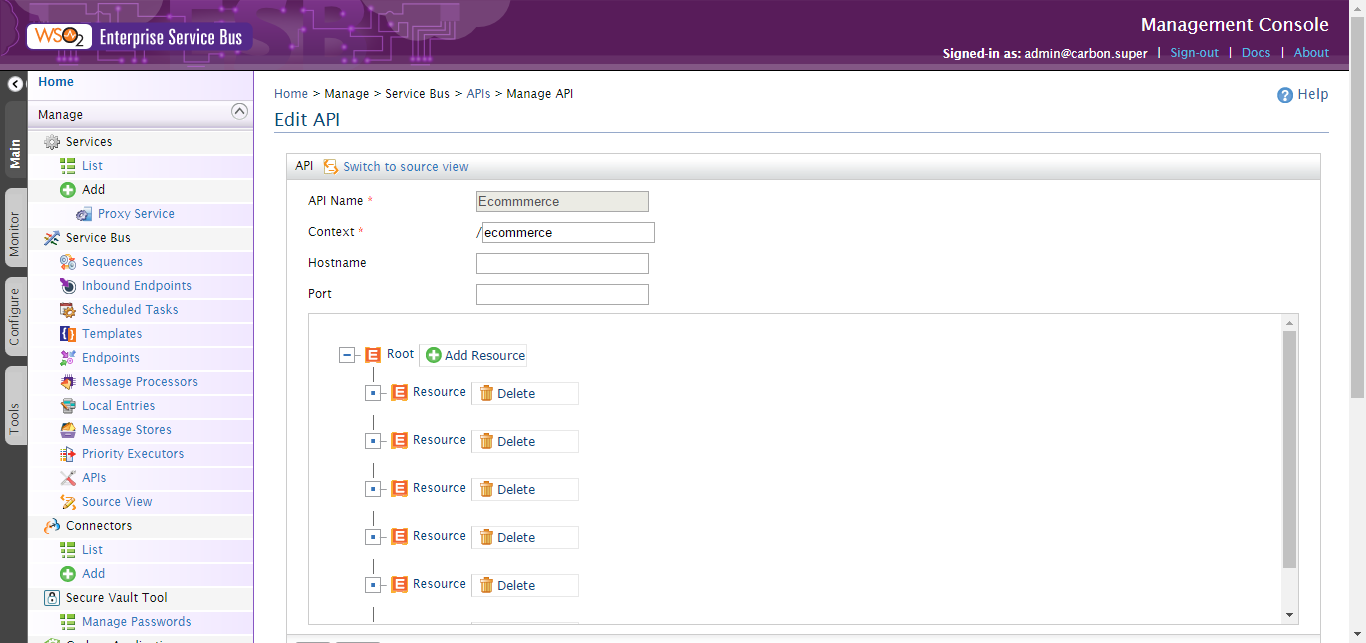 WSO2 Enterprise Service Bus
Management Console
Signed-in as: admin@carbon.super | Sign-out | Docs | About
Main
Monitor
Configure
Tools
Home
Manage
Services
List
Add
Proxy Service
Service Bus
Sequences
Inbound Endpoints
Scheduled Tasks
Templates
Endpoints
Message Processors
Local Entries
Message Stores
Priority Executors
APIs
Source View
Connectors
List
Add
Secure Vault Tool
Manage Passwords
Home > Manage > Service Bus > APIs > Manage API
Help
Edit API
API Switch to source view
API Name * Ecommmerce
Context * /ecommerce
Hostname
Port
Root Add Resource
Resource Delete
Resource Delete
Resource Delete
Resource Delete
Resource Delete